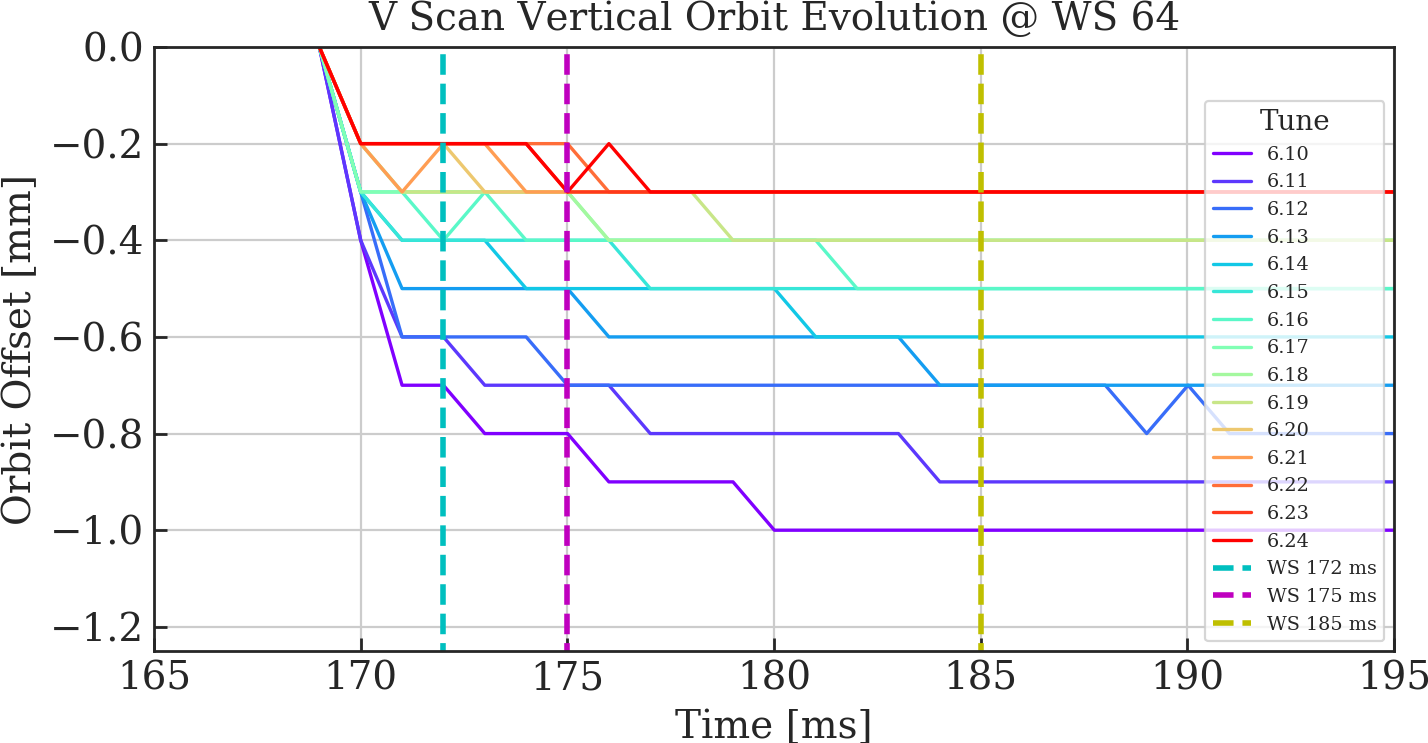 V Scan Vertical Orbit Evolution @ WS 64
Orbit Offset [mm]
0.0
−0.2
−0.4
−0.6
−0.8
−1.0
−1.2
Tune
6.10
6.11
6.12
6.13
6.14
6.15
6.16
6.17
6.18
6.19
6.20
6.21
6.22
6.23
6.24
WS 172 ms
WS 175 ms
WS 185 ms
165 170 175 180 185 190 195
Time [ms]